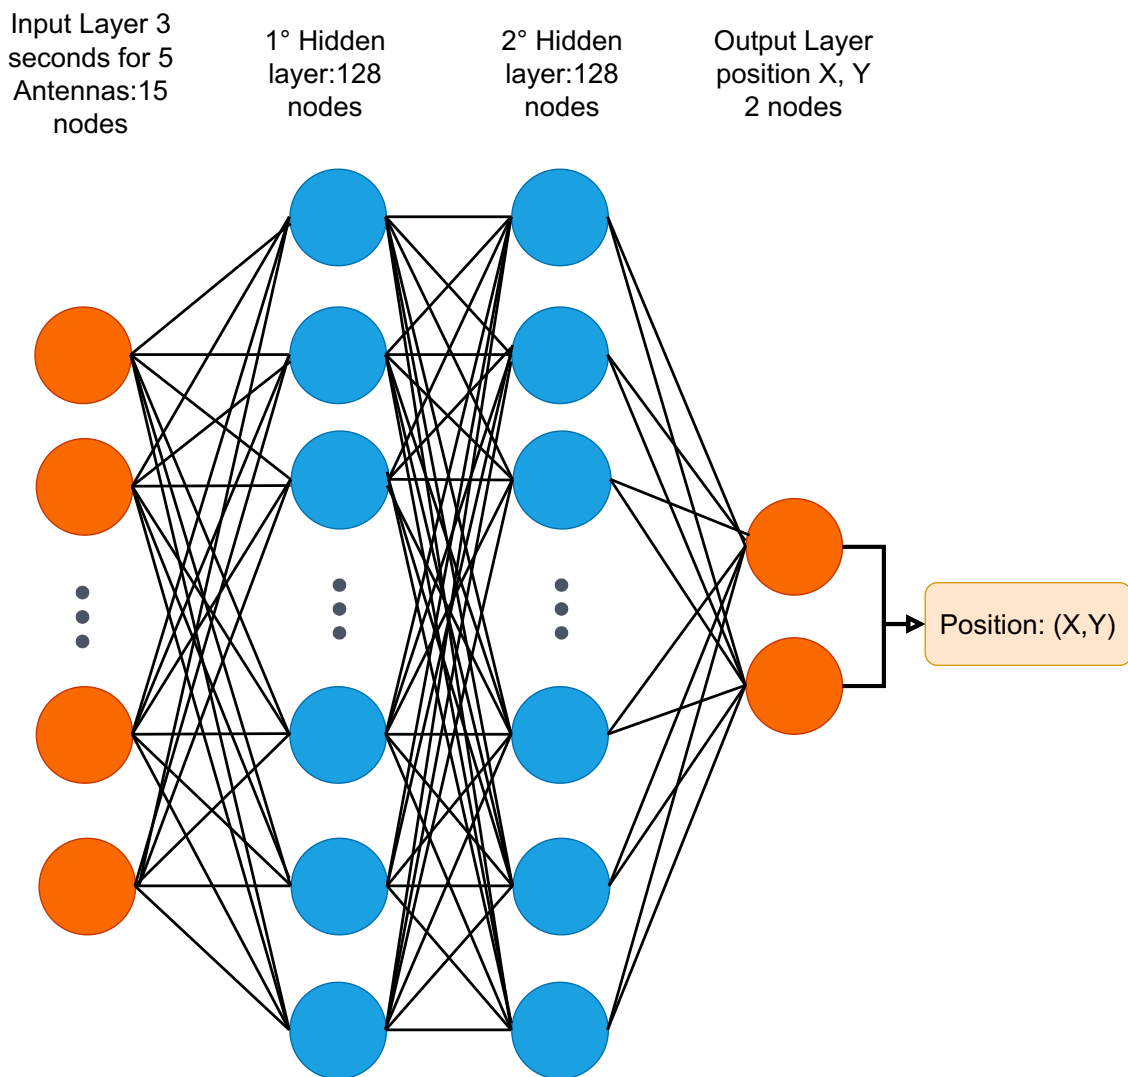 Input Layer 3
seconds for 5
Antennas:15
nodes
1° Hidden
layer:128
nodes
2° Hidden
layer:128
nodes
Output Layer
position X, Y
2 nodes
Position: (X,Y)